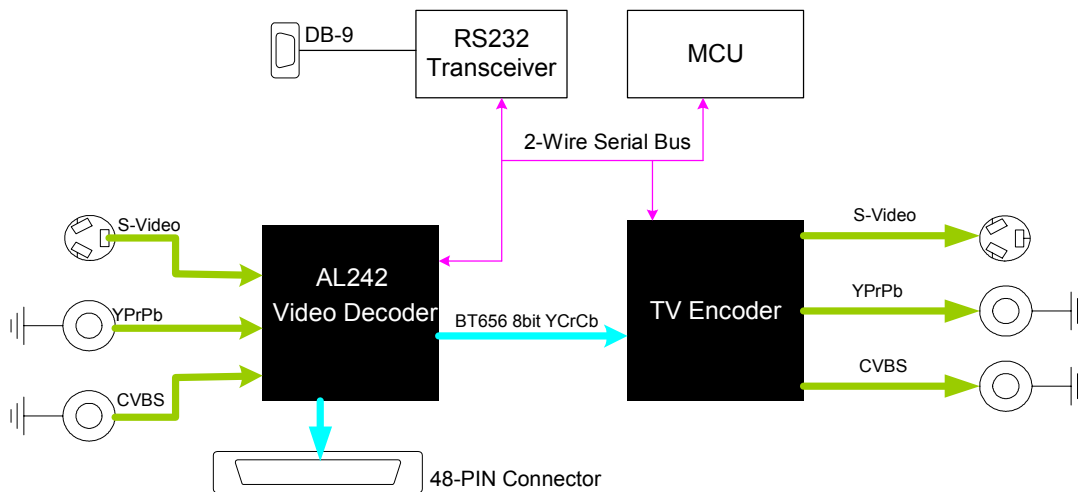 DB-9
RS232
Transceiver
MCU
2-Wire Serial Bus
S-Video
YPrPb
CVBS
AL242
Video Decoder
BT656 8bit YCrCb
TV Encoder
S-Video
YPrPb
CVBS
48-PIN Connector